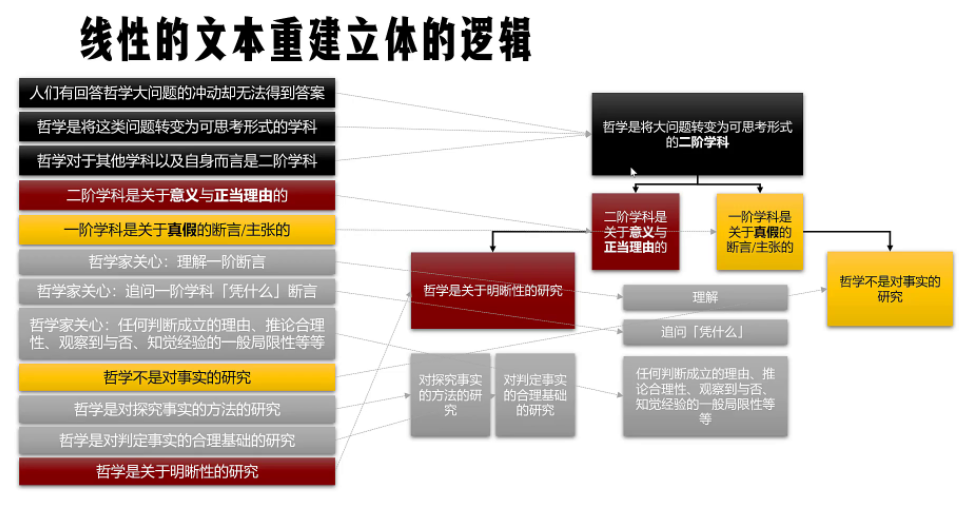 线性的文本重建立体的逻辑
人们有回答哲学大问题的冲动却无法得到答案
哲学是将这类问题转变为可思考形式的学科
哲学对于其他学科以及自身而言是二阶学科
二阶学科是关于意义与正当理由的
一阶学科是关于真假的断言/主张的
哲学家关心：理解一阶断言
哲学家关心：追问一阶学科「凭什么」断言
哲学家关心：任何判断成立的理由、推论合理
性、观察到与否、知觉经验的一般局限性等等
哲学不是对事实的研究
哲学是对探究事实的方法的研究
哲学是对判定事实的合理基础的研究
哲学是关于明晰性的研究
哲学是将大问题转变为可思考形式
的二阶学科
二阶学科是
关于意义与
正当理由的
一阶学科是
关于真假的
断言/主张的
哲学是关于明晰性的研究
哲学不是对事实的
研究
理解
追问「凭什么」
对探究事实
的方法的研
究
对判定事实
的合理基础
的研究
任何判断成立的理由、推
论合理性、观察到与否、
知觉经验的一般局限性等
等